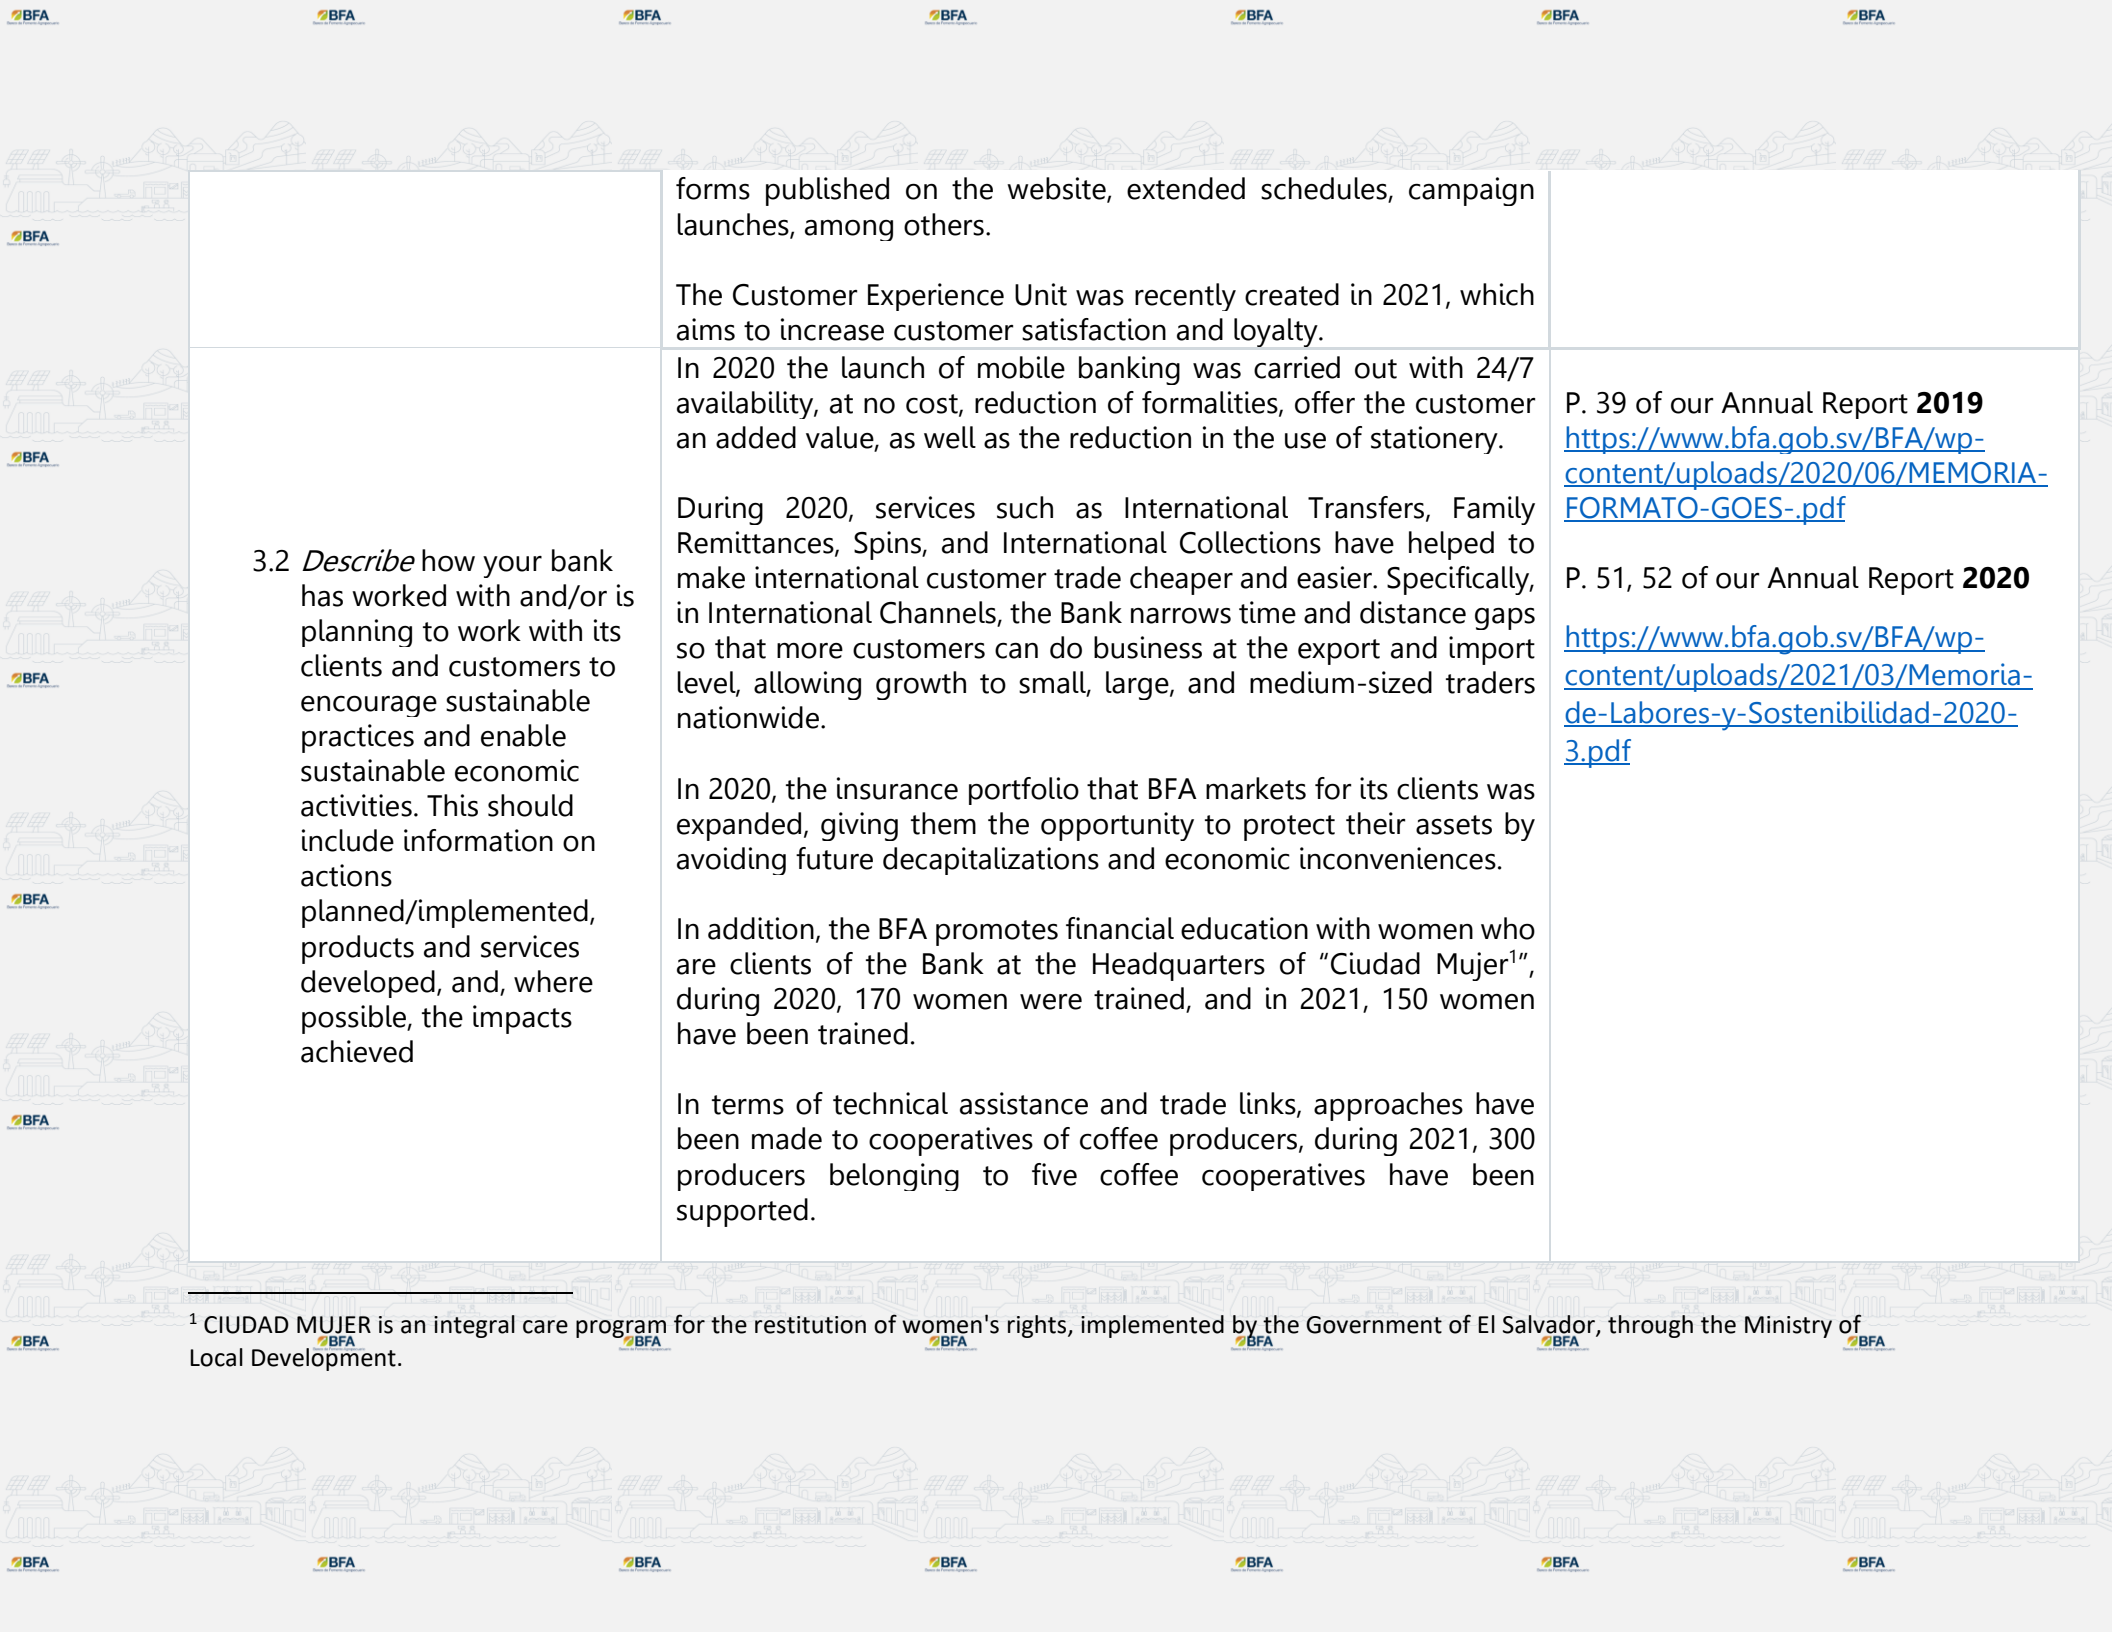 forms published on the website, extended schedules, campaign
launches, among others.
The Customer Experience Unit was recently created in 2021, which
aims to increase customer satisfaction and loyalty.
3.2 Describe how your bank
has worked with and/or is
planning to work with its
clients and customers to
encourage sustainable
practices and enable
sustainable economic
activities. This should
include information on
actions
planned/implemented,
products and services
developed, and, where
possible, the impacts
achieved
In 2020 the launch of mobile banking was carried out with 24/7
availability, at no cost, reduction of formalities, offer the customer
an added value, as well as the reduction in the use of stationery.
During 2020, services such as International Transfers, Family
Remittances, Spins, and International Collections have helped to
make international customer trade cheaper and easier. Specifically,
in International Channels, the Bank narrows time and distance gaps
so that more customers can do business at the export and import
level, allowing growth to small, large, and medium-sized traders
nationwide.
In 2020, the insurance portfolio that BFA markets for its clients was
expanded, giving them the opportunity to protect their assets by
avoiding future decapitalizations and economic inconveniences.
In addition, the BFA promotes financial education with women who
are clients of the Bank at the Headquarters of “Ciudad Mujer¹”,
during 2020, 170 women were trained, and in 2021, 150 women
have been trained.
In terms of technical assistance and trade links, approaches have
been made to cooperatives of coffee producers, during 2021, 300
producers belonging to five coffee cooperatives have been
supported.
P. 39 of our Annual Report 2019
https://www.bfa.gob.sv/BFA/wp-
content/uploads/2020/06/MEMORIA-
FORMATO-GOES-.pdf
P. 51, 52 of our Annual Report 2020
https://www.bfa.gob.sv/BFA/wp-
content/uploads/2021/03/Memoria-
de-Labores-y-Sostenibilidad-2020-
3.pdf
¹ CIUDAD MUJER is an integral care program for the restitution of women's rights, implemented by the Government of El Salvador, through the Ministry of
Local Development.
BFA